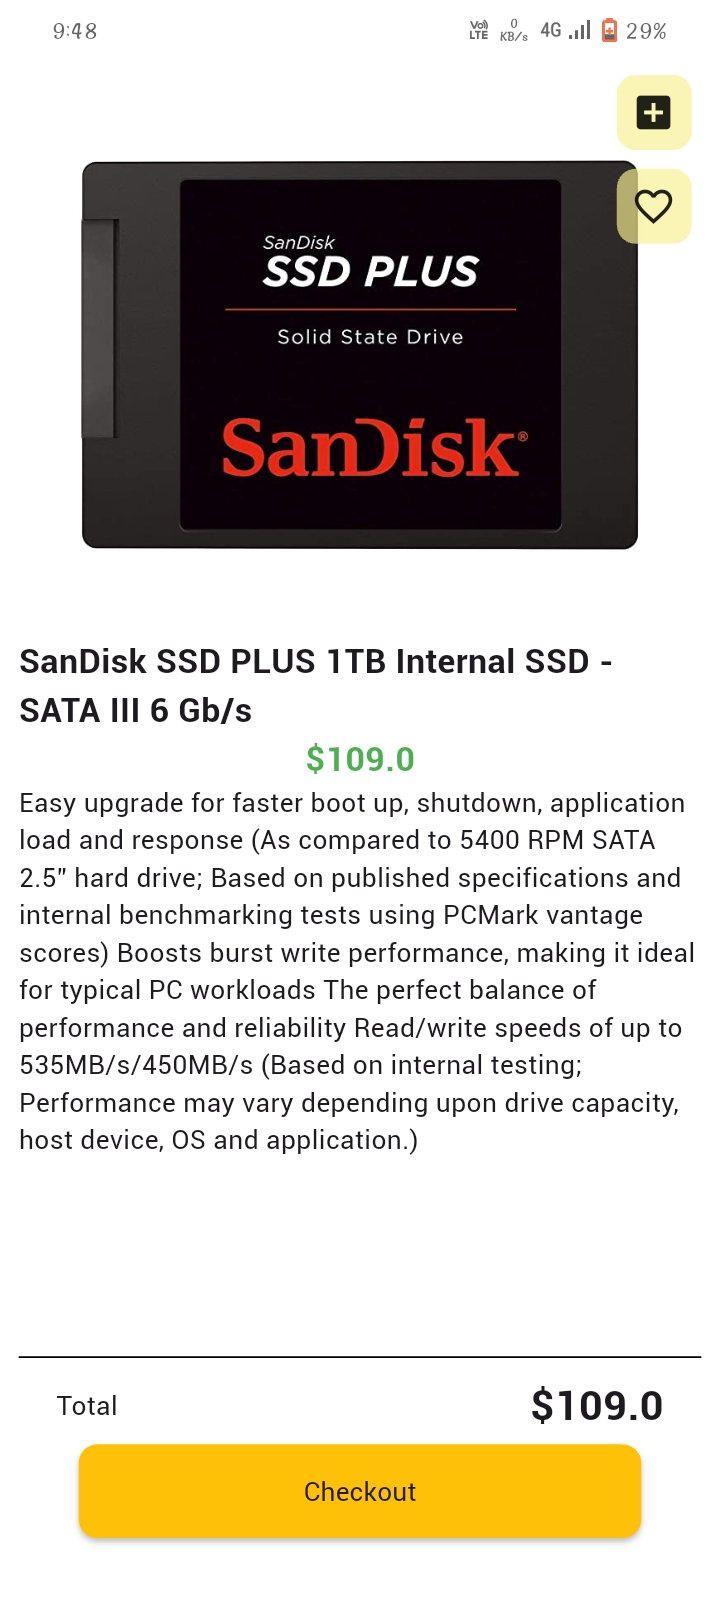 9:48
Vo) LTE 0 KB/s 4G 29%
SanDisk
SSD PLUS
Solid State Drive
SanDisk®
SanDisk SSD PLUS 1TB Internal SSD -
SATA III 6 Gb/s
$109.0
Easy upgrade for faster boot up, shutdown, application
load and response (As compared to 5400 RPM SATA
2.5" hard drive; Based on published specifications and
internal benchmarking tests using PCMark vantage
scores) Boosts burst write performance, making it ideal
for typical PC workloads The perfect balance of
performance and reliability Read/write speeds of up to
535MB/s/450MB/s (Based on internal testing;
Performance may vary depending upon drive capacity,
host device, OS and application.)
Total $109.0
Checkout